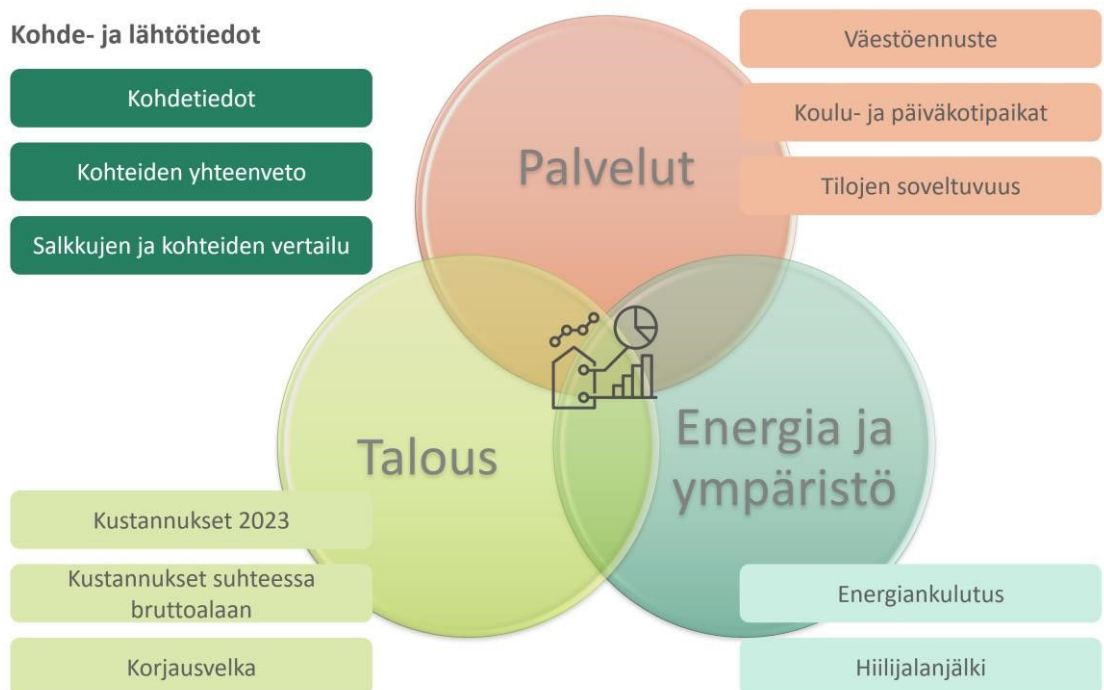 Kohde- ja lähtötiedot
Kohdetiedot
Kohteiden yhteenveto
Salkkujen ja kohteiden vertailu
Väestöennuste
Koulu- ja päiväkotipaikat
Tilojen soveltuvuus
Palvelut
Talous
Energia ja
ympäristö
Kustannukset 2023
Kustannukset suhteessa
bruttoalaan
Korjausvelka
Energiankulutus
Hiilijalanjälki